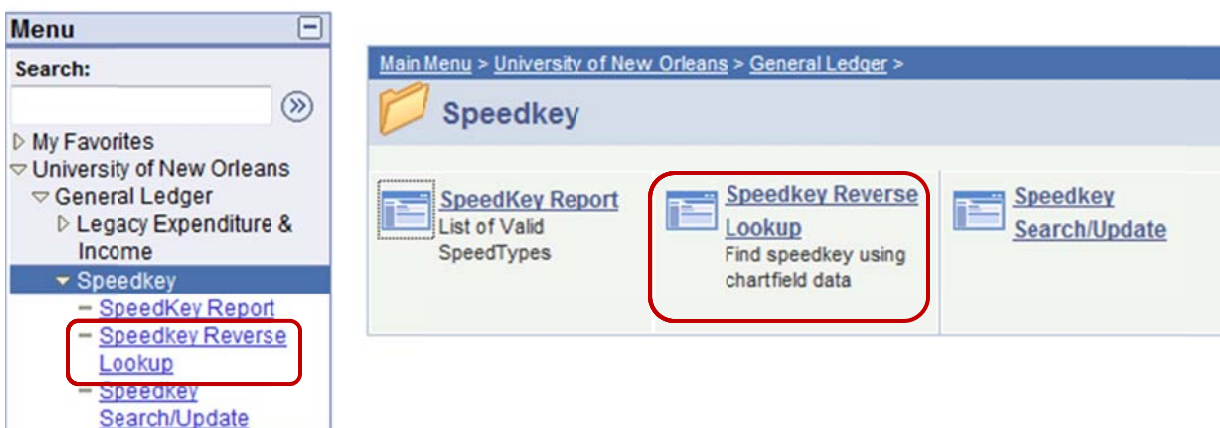 Menu
Search:
My Favorites
University of New Orleans
General Ledger
Legacy Expenditure &
Income
Speedkey
SpeedKey Report
Speedkey Reverse
Lookup
Speedkey
Search/Update
Main Menu > University of New Orleans > General Ledger >
Speedkey
SpeedKey Report
List of Valid
SpeedTypes
Speedkey Reverse
Lookup
Find speedkey using
chartfield data
Speedkey
Search/Update